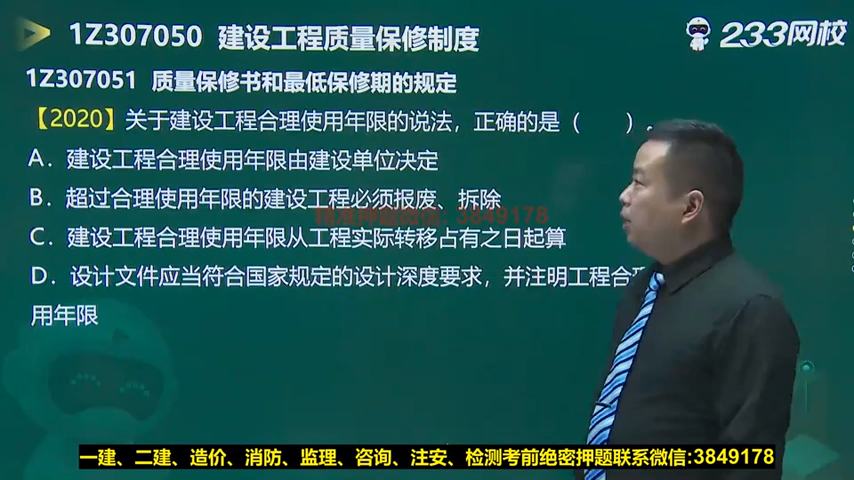 1Z307050 建设工程质量保修制度
233网校
1Z307051 质量保修书和最低保修期的规定
【2020】关于建设工程合理使用年限的说法，正确的是（ ）。
A．建设工程合理使用年限由建设单位决定
B．超过合理使用年限的建设工程必须报废、拆除
精准押题微信: 3849178
C．建设工程合理使用年限从工程实际转移占有之日起算
D．设计文件应当符合国家规定的设计深度要求，并注明工程合
用年限
一建、二建、造价、消防、监理、咨询、注安、检测考前绝密押题联系微信:3849178